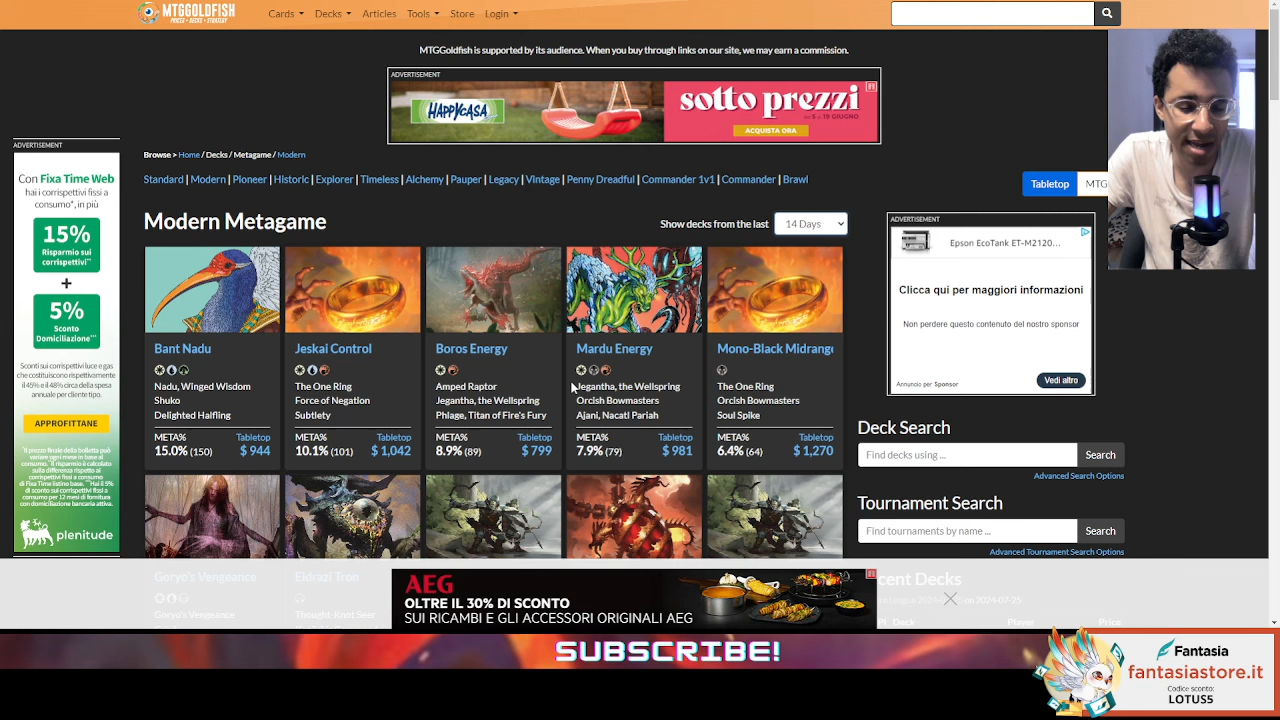 MTGGOLDFISH
PRICES • DECKS • STRATEGY
Cards
Decks
Articles
Tools
Store
Login
MTGGoldfish is supported by its audience. When you buy through links on our site, we may earn a commission.
ADVERTISEMENT
HAPPYCASA
sotto prezzi
ACQUISTA ORA
ADVERTISEMENT
Con Fixa Time Web
hai i corrispettivi fissi a
consumo*, in più
15%
Risparmio sui
corrispettivi**
+
5%
Sconto
Domiciliazione***
APPROFITTANE
plenitude
Browse > Home / Decks / Metagame / Modern
Standard | Modern | Pioneer | Historic | Explorer | Timeless | Alchemy | Pauper | Legacy | Vintage | Penny Dreadful | Commander 1v1 | Commander | Brawl
Tabletop
MTG
Modern Metagame
Show decks from the last
14 Days
Bant Nadu
Nadu, Winged Wisdom
Shuko
Delighted Halfling
META%
Tabletop
15.0% (150)
$ 944
Jeskai Control
The One Ring
Force of Negation
Subtlety
META%
Tabletop
10.1% (101)
$ 1,042
Boros Energy
Amped Raptor
Jegantha, the Wellspring
Phlage, Titan of Fire's Fury
META%
Tabletop
8.9% (89)
$ 799
Mardu Energy
Jegantha, the Wellspring
Orcish Bowmasters
Ajani, Nacatl Pariah
META%
Tabletop
7.9% (79)
$ 981
Mono-Black Midrange
The One Ring
Orcish Bowmasters
Soul Spike
META%
Tabletop
6.4% (64)
$ 1,270
Goryo's Vengeance
Goryo's Vengeance
Eldrazi Tron
Thought-Knot Seer
ADVERTISEMENT
Epson EcoTank ET-M2120...
Clicca qui per maggiori informazioni
Non perdere questo contenuto del nostro sponsor
Annuncio per Sponsor
Vedi altro
Deck Search
Find decks using ...
Search
Advanced Search Options
Tournament Search
Find tournaments by name ...
Search
Advanced Tournament Search Options
cent Decks
on 2024-07-25
Pl
Deck
Player
Price
AEG
OLTRE IL 30% DI SCONTO
SUI RICAMBI E GLI ACCESSORI ORIGINALI AEG
SUBSCRIBE!
Fantasia
fantasiastore.it
Codice sconto:
LOTUS5